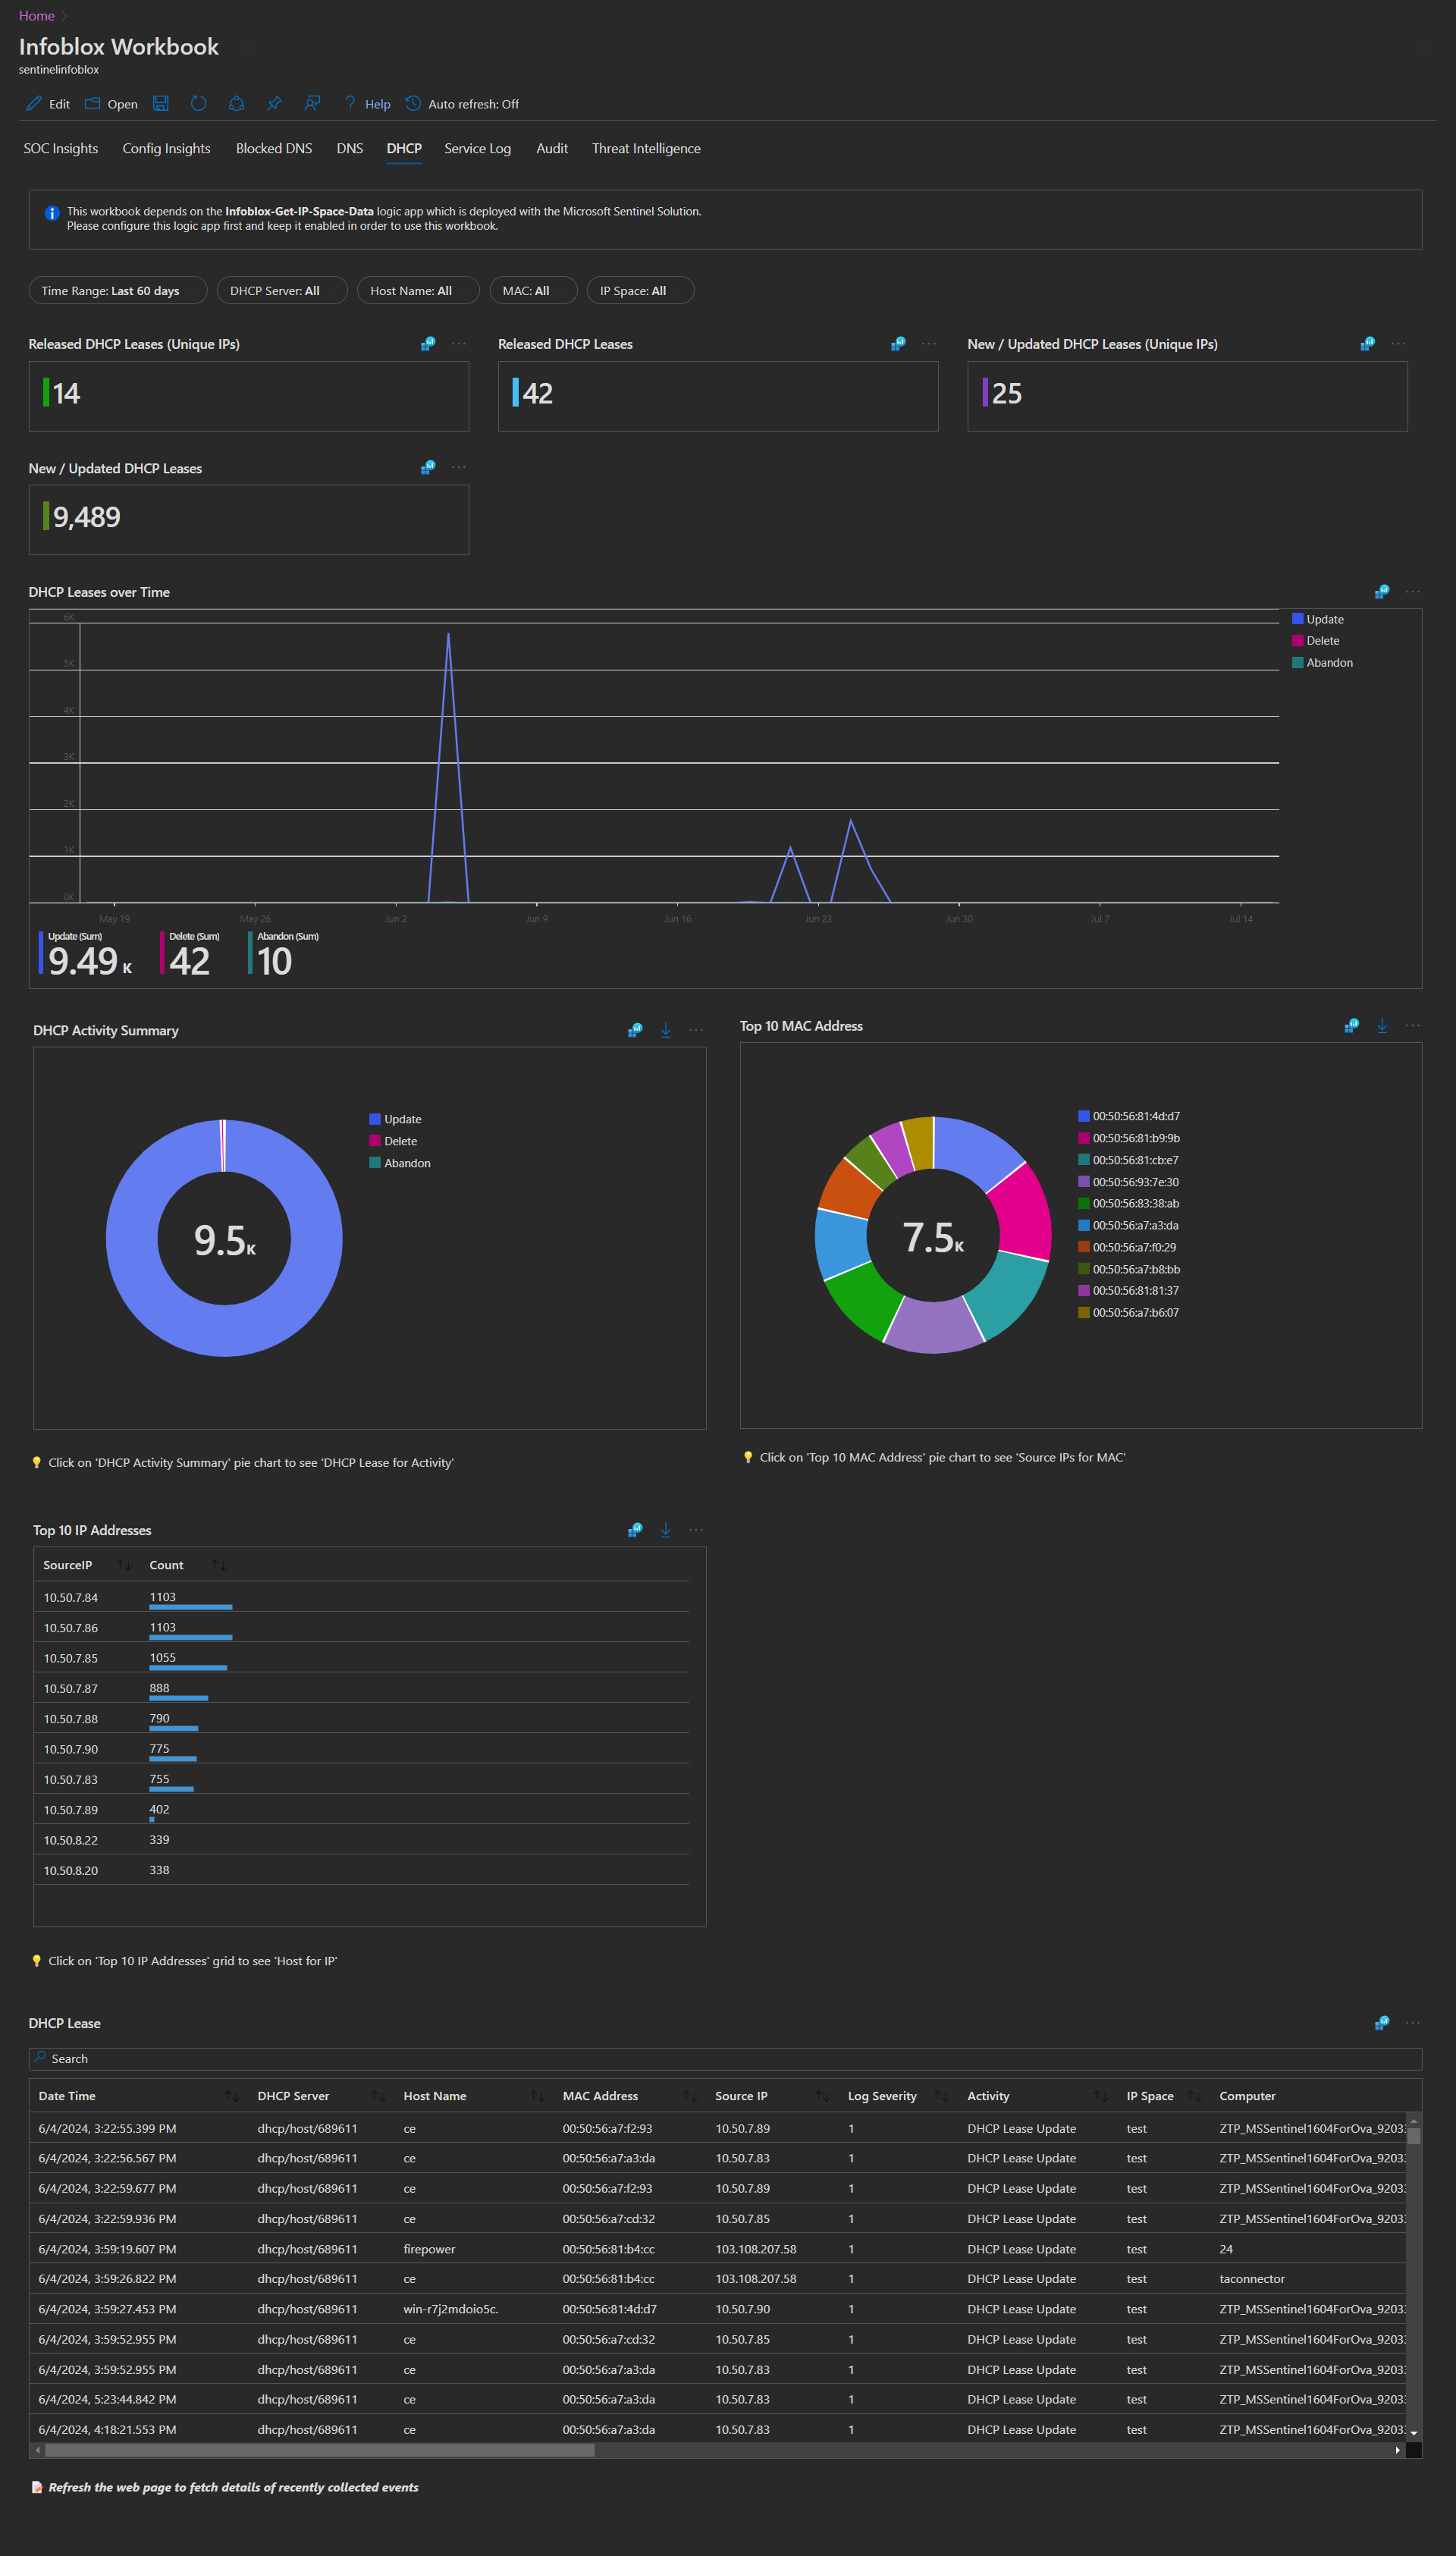 Home
Infoblox Workbook
sentinelinfoblox
Edit Open Help Auto refresh: Off
SOC Insights Config Insights Blocked DNS DNS DHCP Service Log Audit Threat Intelligence
This workbook depends on the Infoblox-Get-IP-Space-Data logic app which is deployed with the Microsoft Sentinel Solution.
Please configure this logic app first and keep it enabled in order to use this workbook.
Time Range: Last 60 days DHCP Server: All Host Name: All MAC: All IP Space: All
Released DHCP Leases (Unique IPs) Released DHCP Leases New / Updated DHCP Leases (Unique IPs)
14 42 25
New / Updated DHCP Leases
9,489
DHCP Leases over Time
6K
5K
4K
3K
2K
1K
0K
Update
Delete
Abandon
May 19 May 26 Jun 2 Jun 9 Jun 16 Jun 23 Jun 30 Jul 7 Jul 14
Update (Sum) Delete (Sum) Abandon (Sum)
9.49 K 42 10
DHCP Activity Summary
Update
Delete
Abandon
9.5K
Top 10 MAC Address
00:50:56:81:4d:d7
00:50:56:81:b9:9b
00:50:56:81:cb:e7
00:50:56:93:7e:30
00:50:56:83:38:ab
00:50:56:a7:a3:da
00:50:56:a7:f0:29
00:50:56:a7:b8:bb
00:50:56:81:81:37
00:50:56:a7:b6:07
7.5K
Click on 'DHCP Activity Summary' pie chart to see 'DHCP Lease for Activity'
Click on 'Top 10 MAC Address' pie chart to see 'Source IPs for MAC'
Top 10 IP Addresses
SourceIP Count
10.50.7.84 1103
10.50.7.86 1103
10.50.7.85 1055
10.50.7.87 888
10.50.7.88 790
10.50.7.90 775
10.50.7.83 755
10.50.7.89 402
10.50.8.22 339
10.50.8.20 338
Click on 'Top 10 IP Addresses' grid to see 'Host for IP'
DHCP Lease
Search
Date Time DHCP Server Host Name MAC Address Source IP Log Severity Activity IP Space Computer
6/4/2024, 3:22:55.399 PM dhcp/host/689611 ce 00:50:56:a7:f2:93 10.50.7.89 1 DHCP Lease Update test ZTP_MSSentinel1604ForOva_92033
6/4/2024, 3:22:56.567 PM dhcp/host/689611 ce 00:50:56:a7:a3:da 10.50.7.83 1 DHCP Lease Update test ZTP_MSSentinel1604ForOva_92033
6/4/2024, 3:22:59.677 PM dhcp/host/689611 ce 00:50:56:a7:f2:93 10.50.7.89 1 DHCP Lease Update test ZTP_MSSentinel1604ForOva_92033
6/4/2024, 3:22:59.936 PM dhcp/host/689611 ce 00:50:56:a7:cd:32 10.50.7.85 1 DHCP Lease Update test ZTP_MSSentinel1604ForOva_92033
6/4/2024, 3:59:19.607 PM dhcp/host/689611 firepower 00:50:56:81:b4:cc 103.108.207.58 1 DHCP Lease Update test 24
6/4/2024, 3:59:26.822 PM dhcp/host/689611 ce 00:50:56:81:b4:cc 103.108.207.58 1 DHCP Lease Update test taconnector
6/4/2024, 3:59:27.453 PM dhcp/host/689611 win-r7j2mdoio5c. 00:50:56:81:4d:d7 10.50.7.90 1 DHCP Lease Update test ZTP_MSSentinel1604ForOva_92033
6/4/2024, 3:59:52.955 PM dhcp/host/689611 ce 00:50:56:a7:cd:32 10.50.7.85 1 DHCP Lease Update test ZTP_MSSentinel1604ForOva_92033
6/4/2024, 3:59:52.955 PM dhcp/host/689611 ce 00:50:56:a7:a3:da 10.50.7.83 1 DHCP Lease Update test ZTP_MSSentinel1604ForOva_92033
6/4/2024, 5:23:44.842 PM dhcp/host/689611 ce 00:50:56:a7:a3:da 10.50.7.83 1 DHCP Lease Update test ZTP_MSSentinel1604ForOva_92033
6/4/2024, 4:18:21.553 PM dhcp/host/689611 ce 00:50:56:a7:a3:da 10.50.7.83 1 DHCP Lease Update test ZTP_MSSentinel1604ForOva_92033
Refresh the web page to fetch details of recently collected events